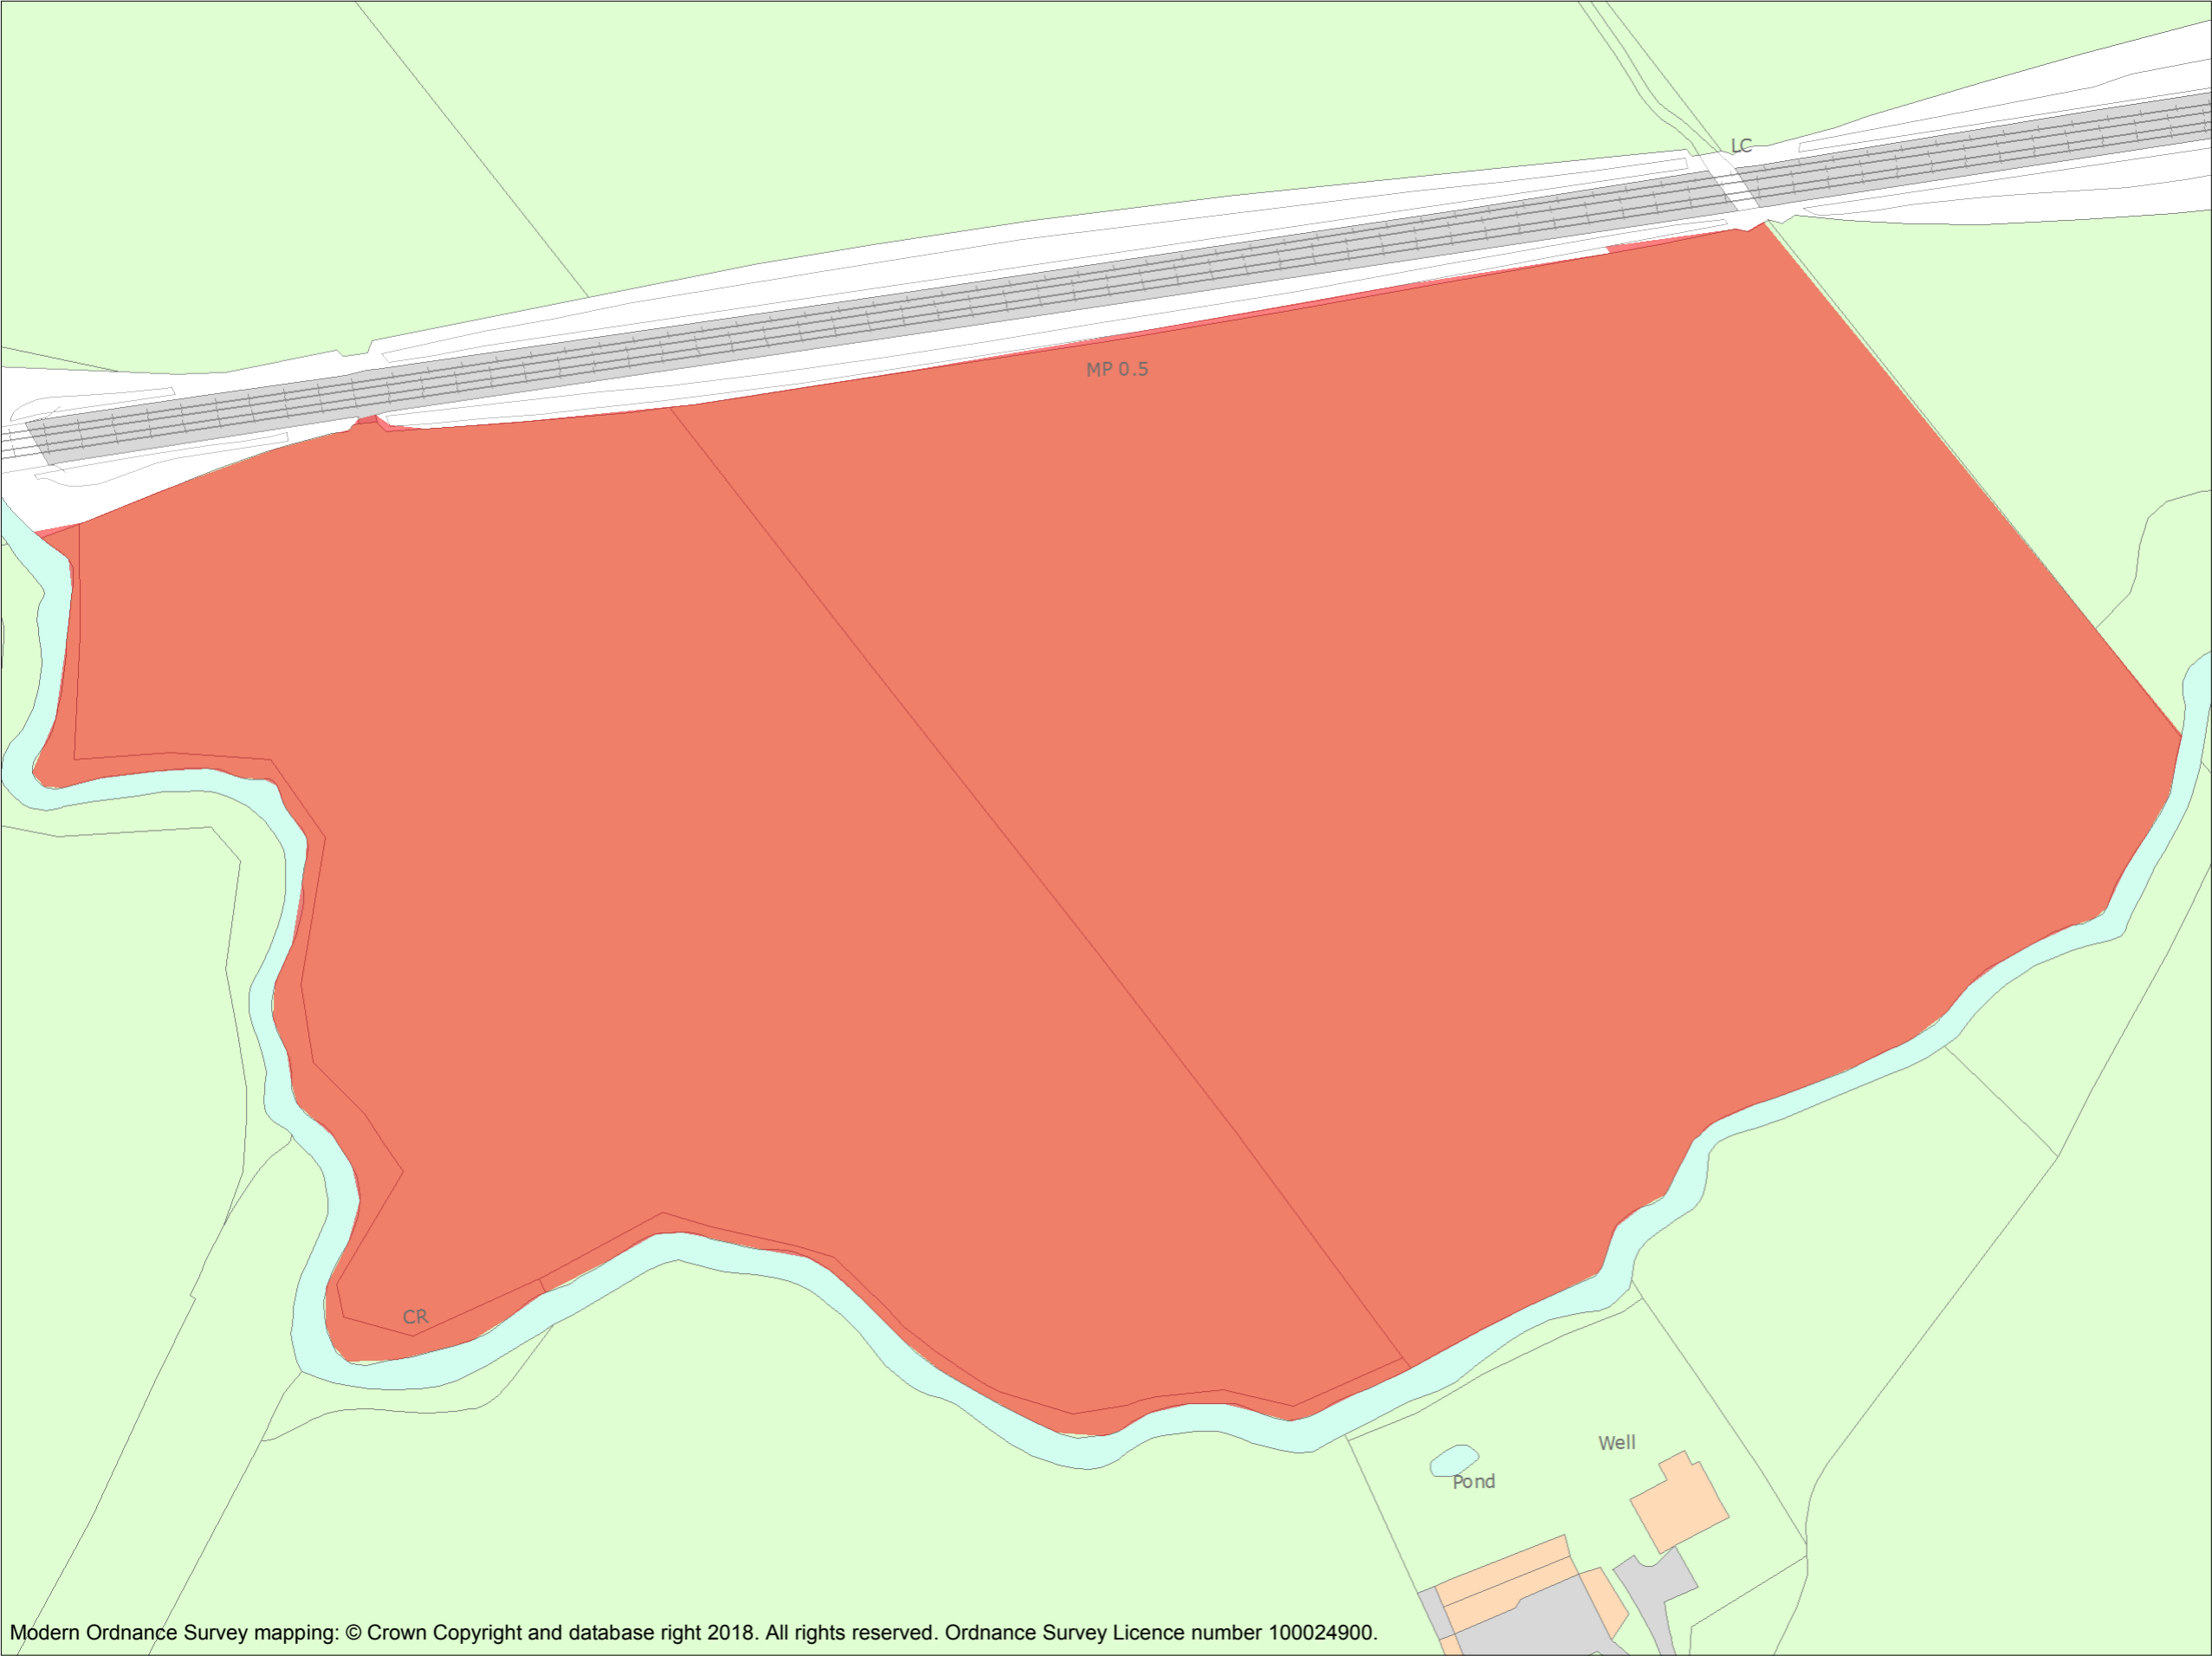 LC
MP 0.5
CR
Well
Pond
Modern Ordnance Survey mapping: © Crown Copyright and database right 2018. All rights reserved. Ordnance Survey Licence number 100024900.